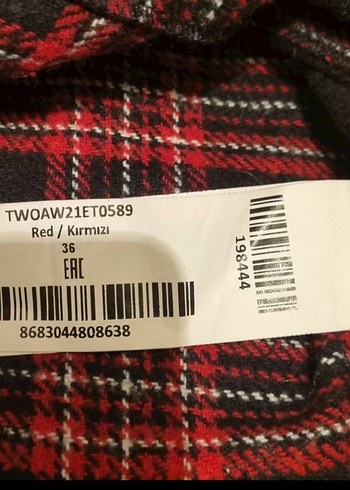 TWOAW21ET0589
Red / Kırmızı
36
EAC
8683044808638
198444